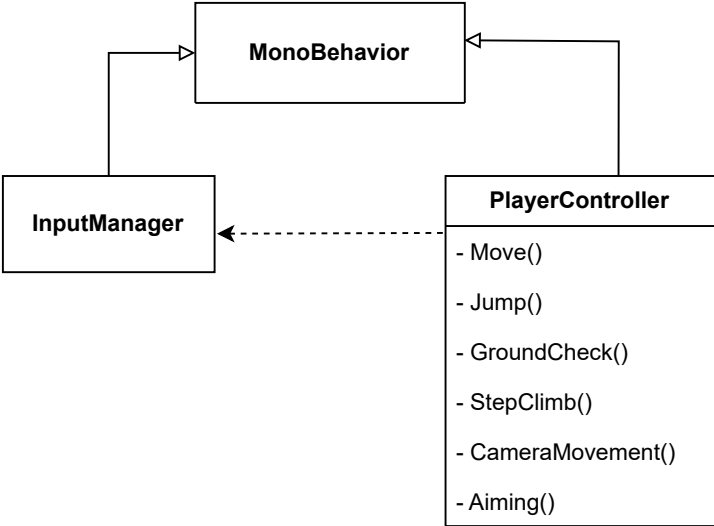 MonoBehavior
InputManager
PlayerController
- Move()
- Jump()
- GroundCheck()
- StepClimb()
- CameraMovement()
- Aiming()